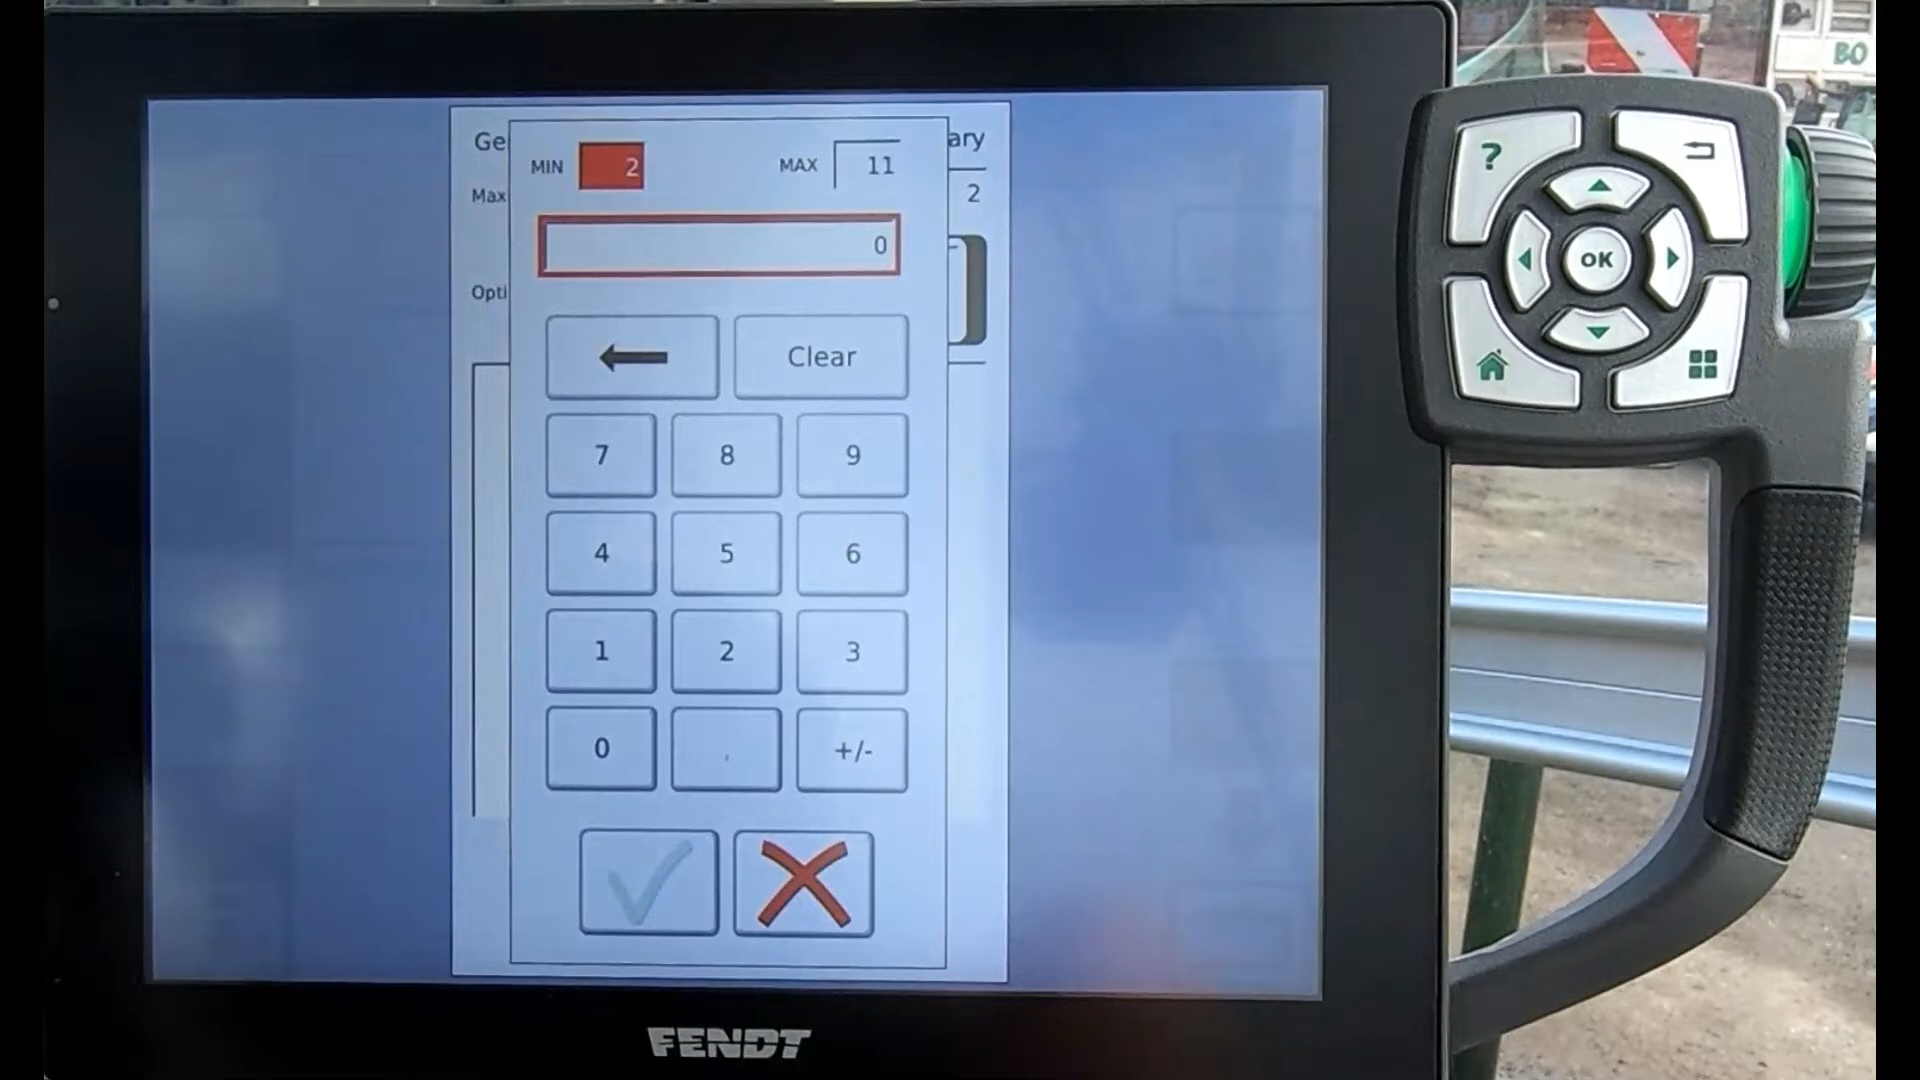 Ge
ary
MIN 2 MAX 11
Max
2
0
Opti
Clear
7 8 9
4 5 6
1 2 3
0 . +/-
FENDT
?
OK
BO